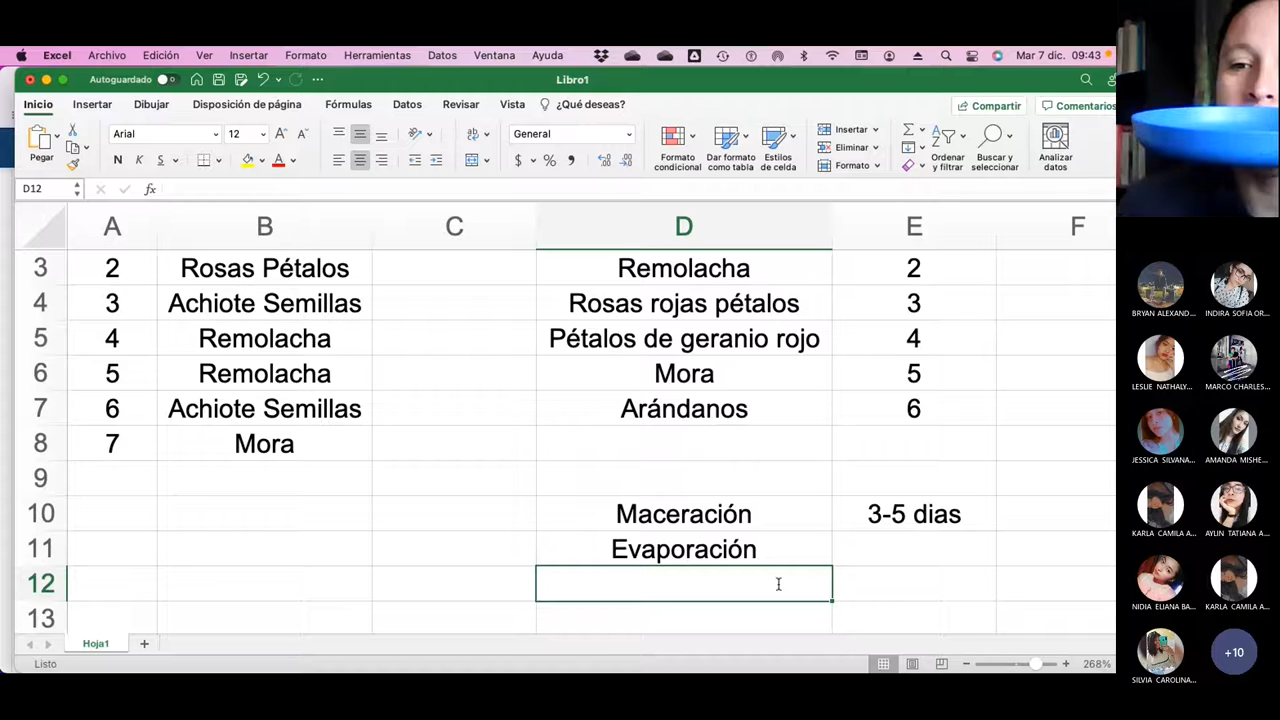 Excel Archivo Edición Ver Insertar Formato Herramientas Datos Ventana Ayuda Mar 7 dic. 09:43
Autoguardado Libro1
Inicio Insertar Dibujar Disposición de página Fórmulas Datos Revisar Vista ¿Qué deseas? Compartir Comentarios
Pegar Arial 12 General Formato condicional Dar formato como tabla Estilos de celda Insertar Eliminar Formato Ordenar y filtrar Buscar y seleccionar Analizar datos
N K S
D12 fx
A B C D E F
3 2 Rosas Pétalos Remolacha 2
4 3 Achiote Semillas Rosas rojas pétalos 3
5 4 Remolacha Pétalos de geranio rojo 4
6 5 Remolacha Mora 5
7 6 Achiote Semillas Arándanos 6
8 7 Mora
9
10 Maceración 3-5 dias
11 Evaporación
12
13
Hoja1
Listo 268%
BRYAN ALEXAND... INDIRA SOFIA OR...
LESLIE NATHALY... MARCO CHARLES...
JESSICA SILVANA... AMANDA MISHE...
KARLA CAMILA A... AYLIN TATIANA A...
NIDIA ELIANA BA... KARLA CAMILA A...
SILVIA CAROLINA... +10